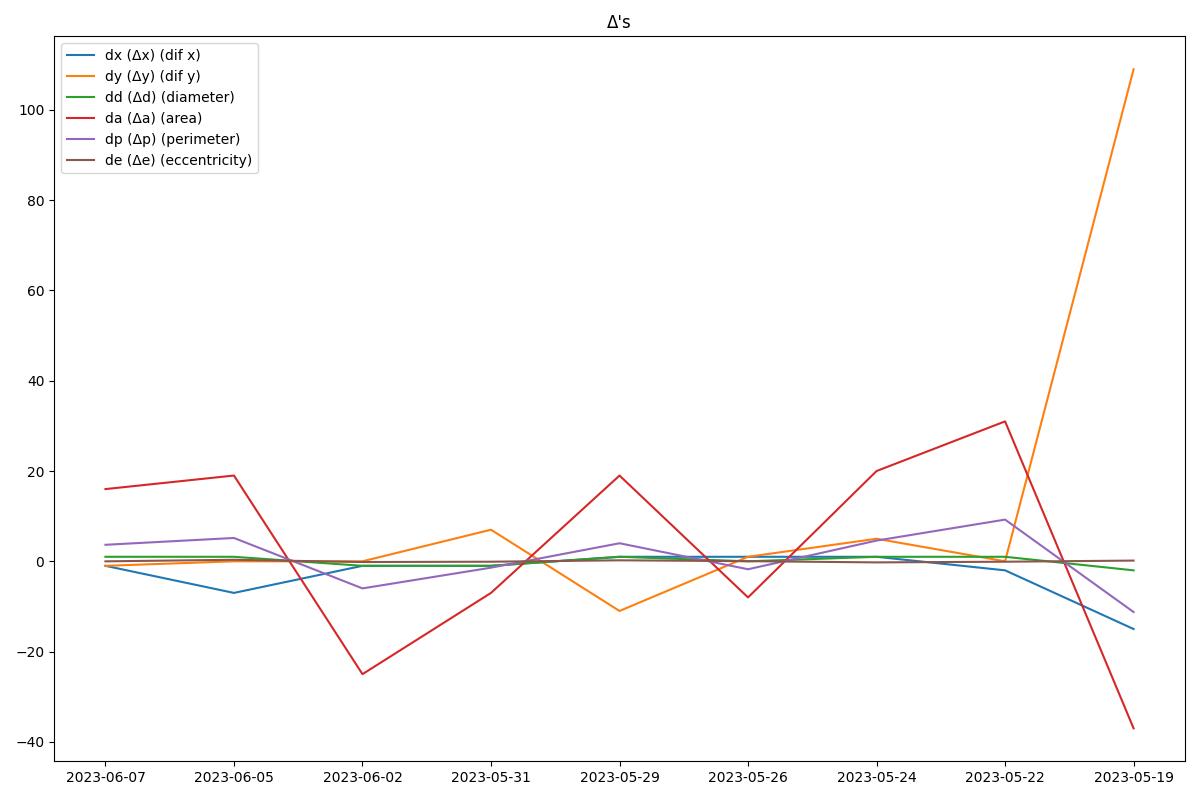 Δ's
dx (Δx) (dif x)
dy (Δy) (dif y)
dd (Δd) (diameter)
da (Δa) (area)
dp (Δp) (perimeter)
de (Δe) (eccentricity)
100
80
60
40
20
0
−20
−40
2023-06-07 2023-06-05 2023-06-02 2023-05-31 2023-05-29 2023-05-26 2023-05-24 2023-05-22 2023-05-19